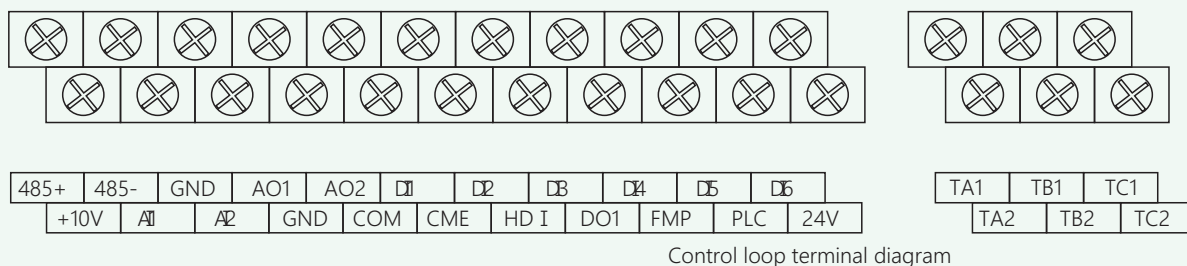 485+ 485- GND AO1 AO2 DI1 DI2 DI3 DI4 DI5 DI6 TA1 TB1 TC1
+10V AI1 AI2 GND COM CME HD I DO1 FMP PLC 24V TA2 TB2 TC2
Control loop terminal diagram